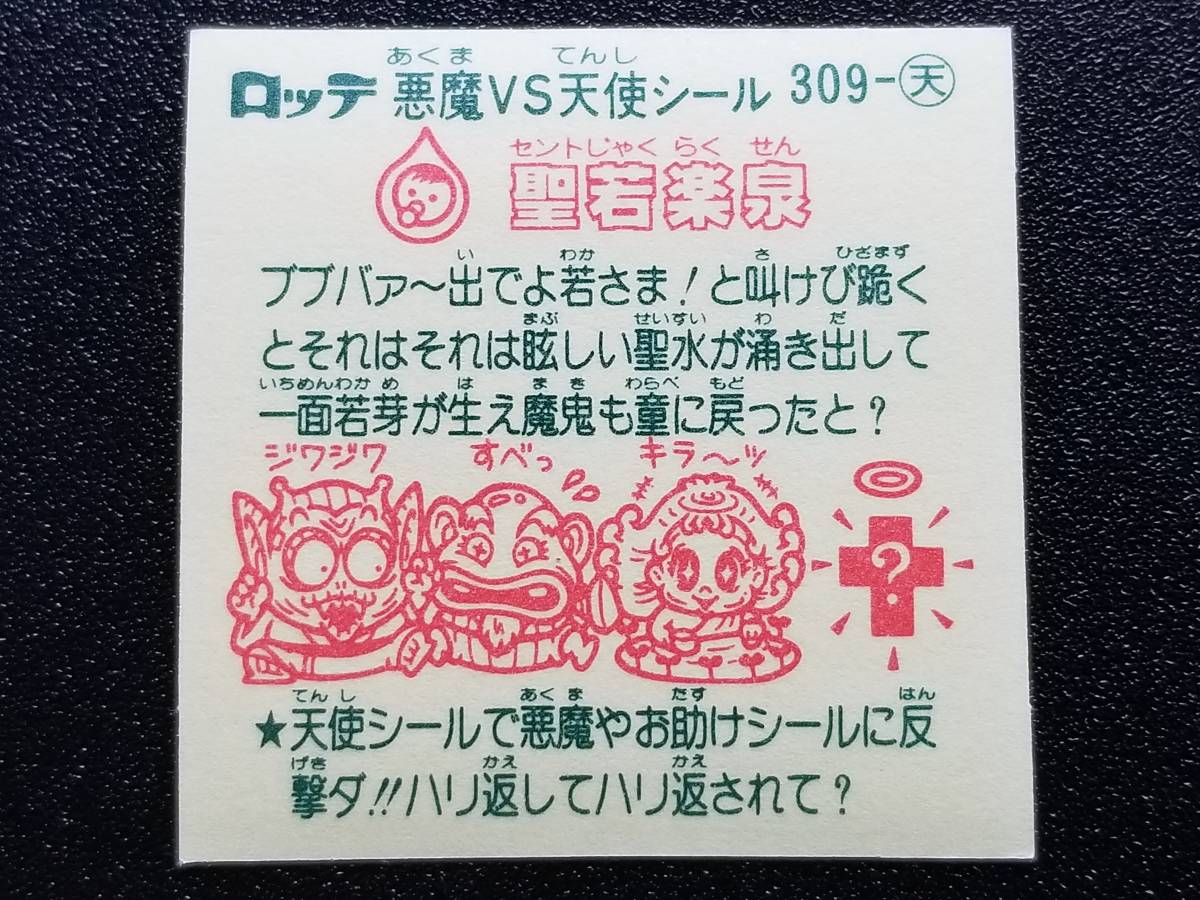 あくま てんし
ロッテ 悪魔VS天使シール 309-天
セントじゃくらくせん
聖若楽泉
い わか さ ひざまず
ブブバァ〜出でよ若さま!と叫けび跪く
まぶ せいすい わ だ
とそれはそれは眩しい聖水が涌き出して
いちめんわかめ は まき わらべ もど
一面若芽が生え魔鬼も童に戻ったと?
ジワジワ すべっ キラ〜ッ
?
てんし あくま たす はん
★天使シールで悪魔やお助けシールに反
げき かえ かえ
撃ダ!!ハリ返してハリ返されて?